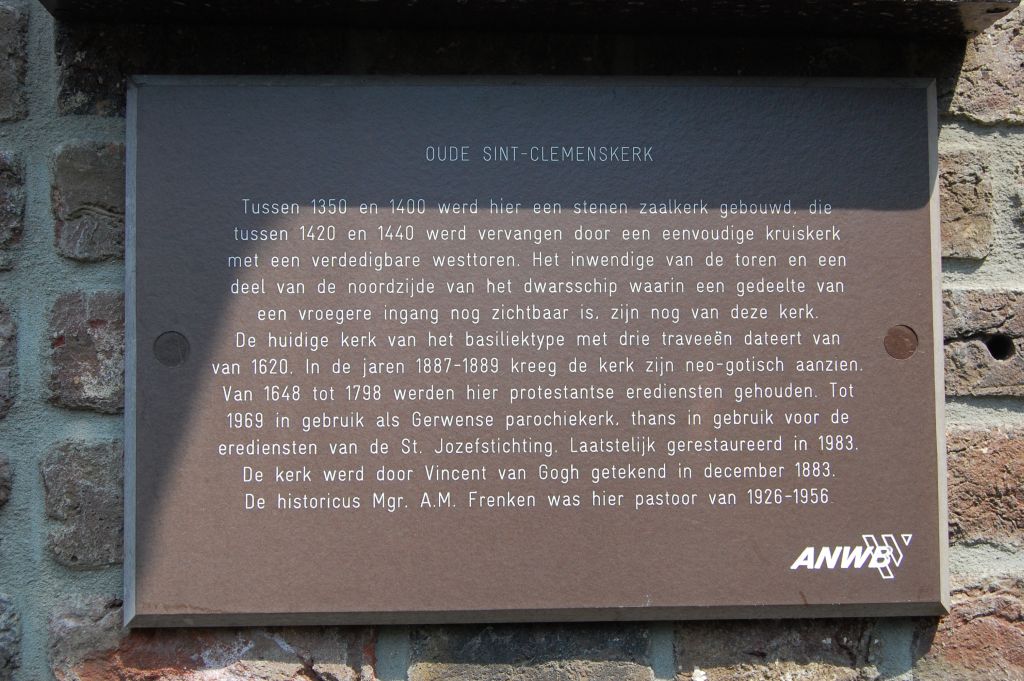 OUDE SINT-CLEMENSKERK
Tussen 1350 en 1400 werd hier een stenen zaalkerk gebouwd, die
tussen 1420 en 1440 werd vervangen door een eenvoudige kruiskerk
met een verdedigbare westtoren. Het inwendige van de toren en een
deel van de noordzijde van het dwarsschip waarin een gedeelte van
een vroegere ingang nog zichtbaar is, zijn nog van deze kerk.
De huidige kerk van het basiliektype met drie traveeën dateert van
van 1620. In de jaren 1887-1889 kreeg de kerk zijn neo-gotisch aanzien.
Van 1648 tot 1798 werden hier protestantse erediensten gehouden. Tot
1969 in gebruik als Gerwense parochiekerk, thans in gebruik voor de
erediensten van de St. Jozefstichting. Laatstelijk gerestaureerd in 1983.
De kerk werd door Vincent van Gogh getekend in december 1883.
De historicus Mgr. A.M. Frenken was hier pastoor van 1926-1956.
ANWB